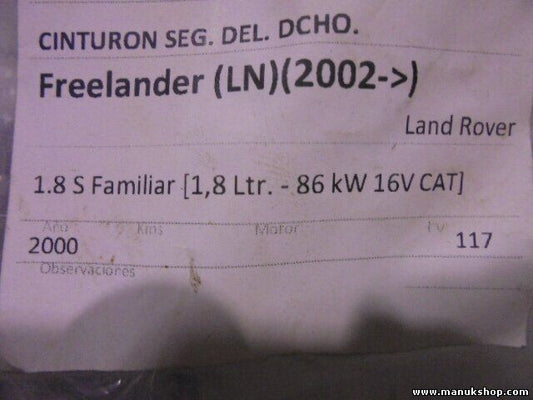 CINTURON SEG. DEL. DCHO.
Freelander (LN)(2002->)
Land Rover
1.8 S Familiar [1,8 Ltr. - 86 kW 16V CAT]
Año Kms Motor PV
2000 117
Observaciones
www.manukshop.com